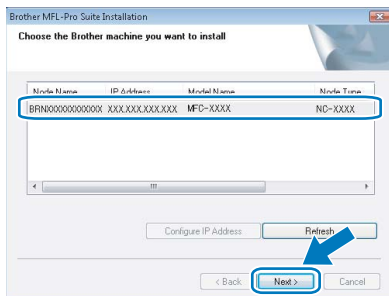 Brother MFL-Pro Suite Installation
Choose the Brother machine you want to install
Node Name IP Address Model Name Node Type
BRNXXXXXXXXXXXX XXX.XXX.XXX.XXX MFC-XXXX NC-XXXX
Configure IP Address Refresh
< Back Next > Cancel